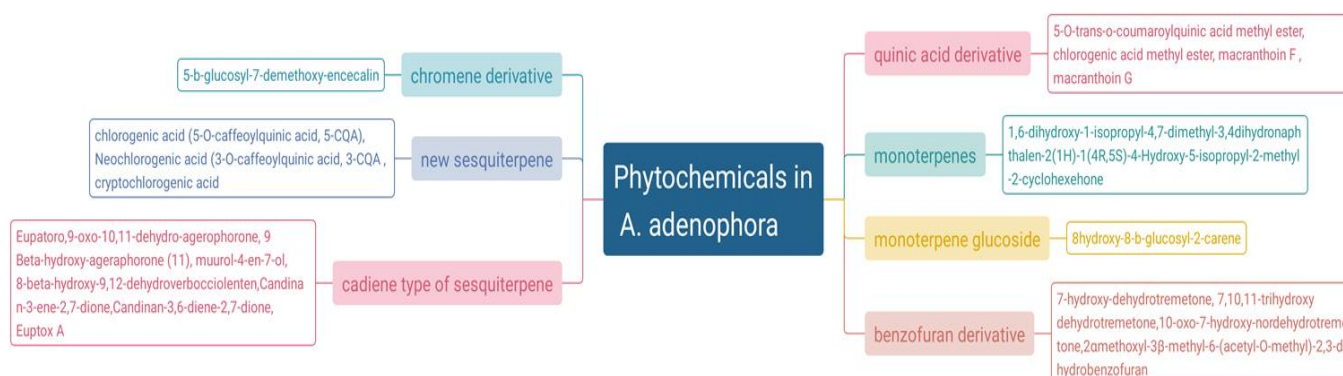 5-b-glucosyl-7-demethoxy-encecalin
chromene derivative
chlorogenic acid (5-O-caffeoylquinic acid, 5-CQA),
Neochlorogenic acid (3-O-caffeoylquinic acid, 3-CQA ,
cryptochlorogenic acid
new sesquiterpene
Eupatoro,9-oxo-10,11-dehydro-agerophorone, 9
Beta-hydroxy-ageraphorone (11), muurol-4-en-7-ol,
8-beta-hydroxy-9,12-dehydroverbocciolenten,Candina
n-3-ene-2,7-dione,Candinan-3,6-diene-2,7-dione,
Euptox A
cadiene type of sesquiterpene
Phytochemicals in
A. adenophora
quinic acid derivative
5-O-trans-o-coumaroylquinic acid methyl ester,
chlorogenic acid methyl ester, macranthoin F ,
macranthoin G
monoterpenes
1,6-dihydroxy-1-isopropyl-4,7-dimethyl-3,4dihydronaph
thalen-2(1H)-1(4R,5S)-4-Hydroxy-5-isopropyl-2-methyl
-2-cyclohexehone
monoterpene glucoside
8hydroxy-8-b-glucosyl-2-carene
benzofuran derivative
7-hydroxy-dehydrotremetone, 7,10,11-trihydroxy
dehydrotremetone,10-oxo-7-hydroxy-nordehydrotreme
tone,2αmethoxyl-3β-methyl-6-(acetyl-O-methyl)-2,3-d
hydrobenzofuran